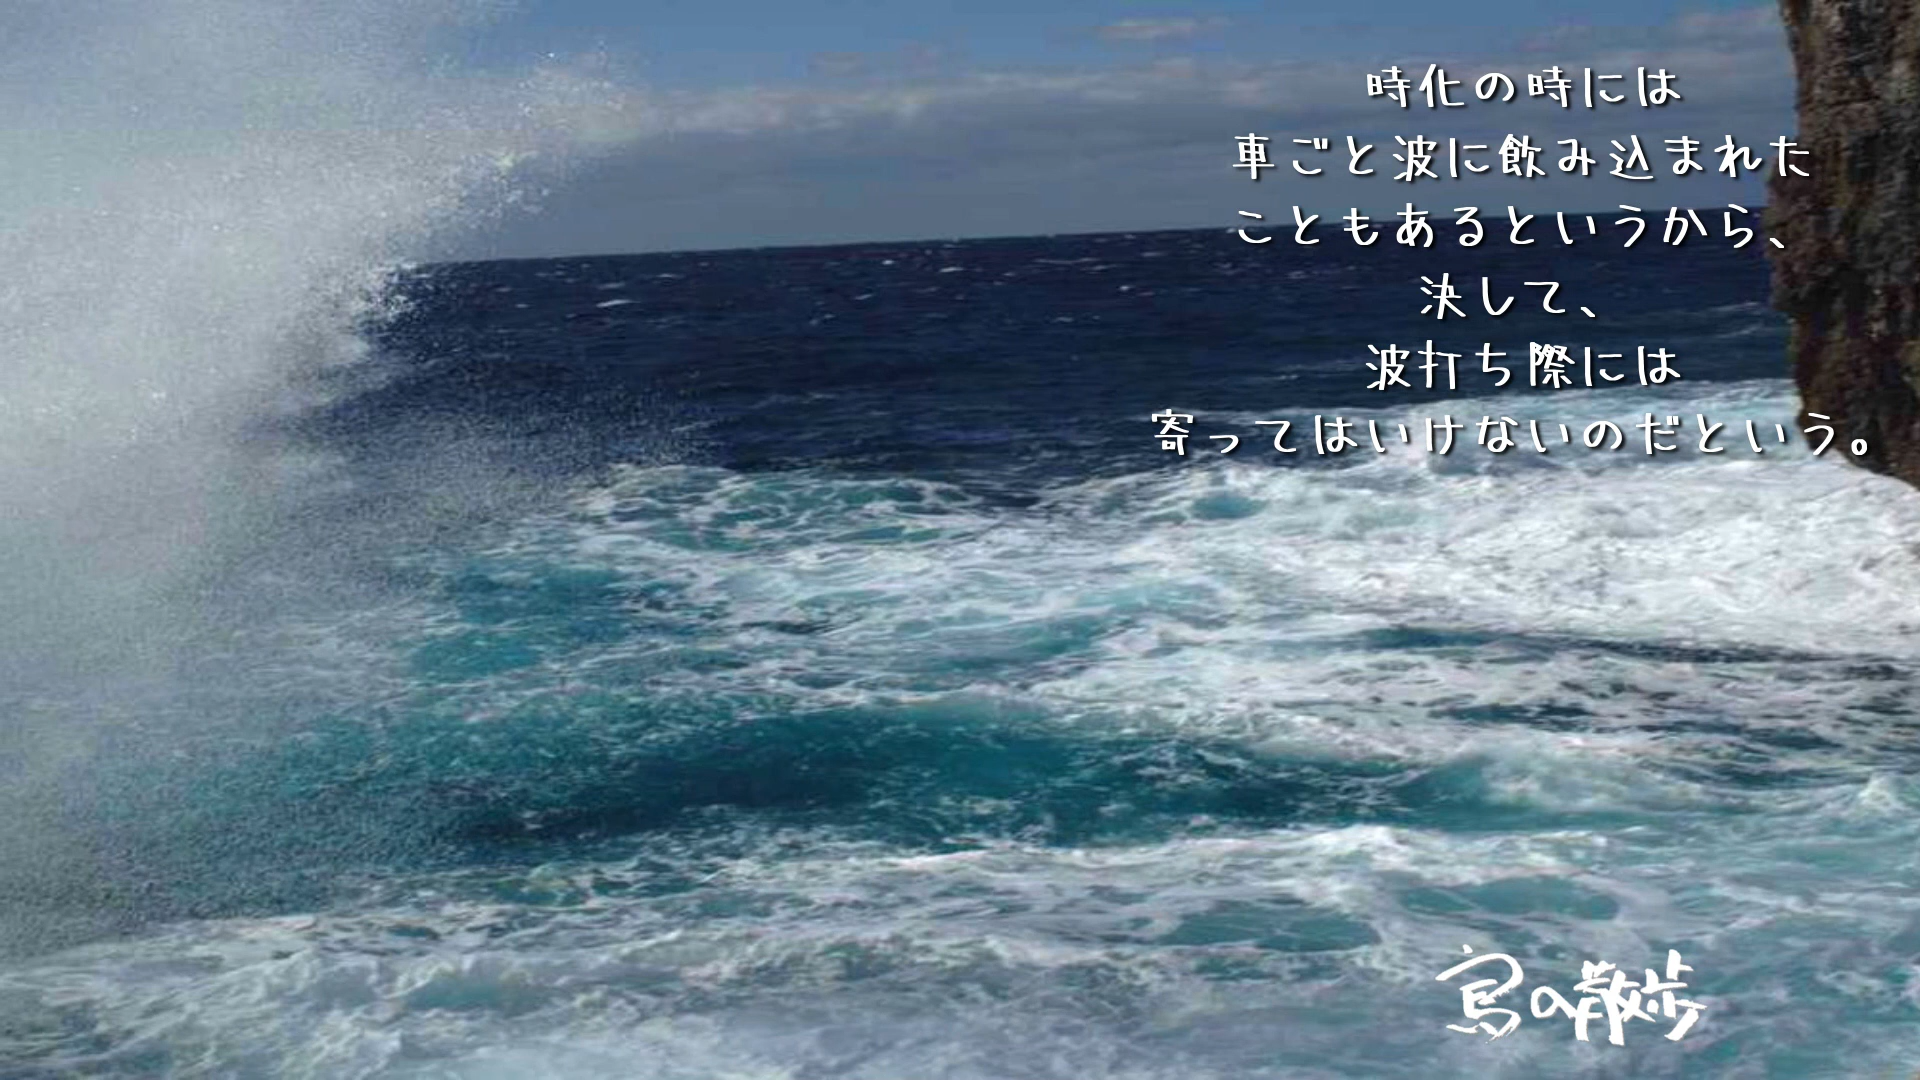 時化の時には
車ごと波に飲み込まれた
こともあるというから、
決して、
波打ち際には
寄ってはいけないのだという。
の散歩